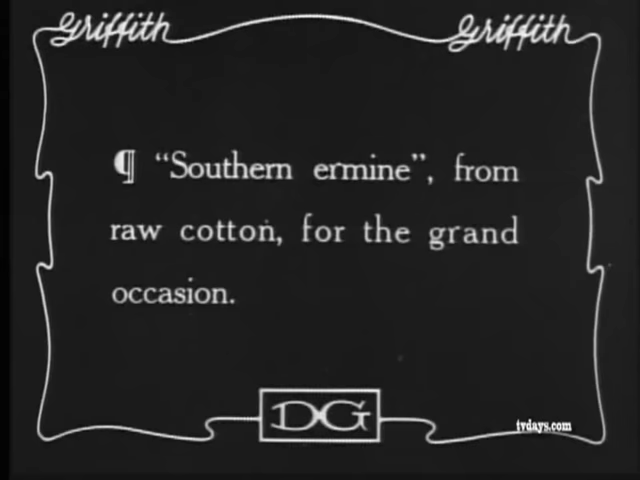 Griffith Griffith
¶ “Southern ermine”, from
raw cotton, for the grand
occasion.
DG
tvdays.com